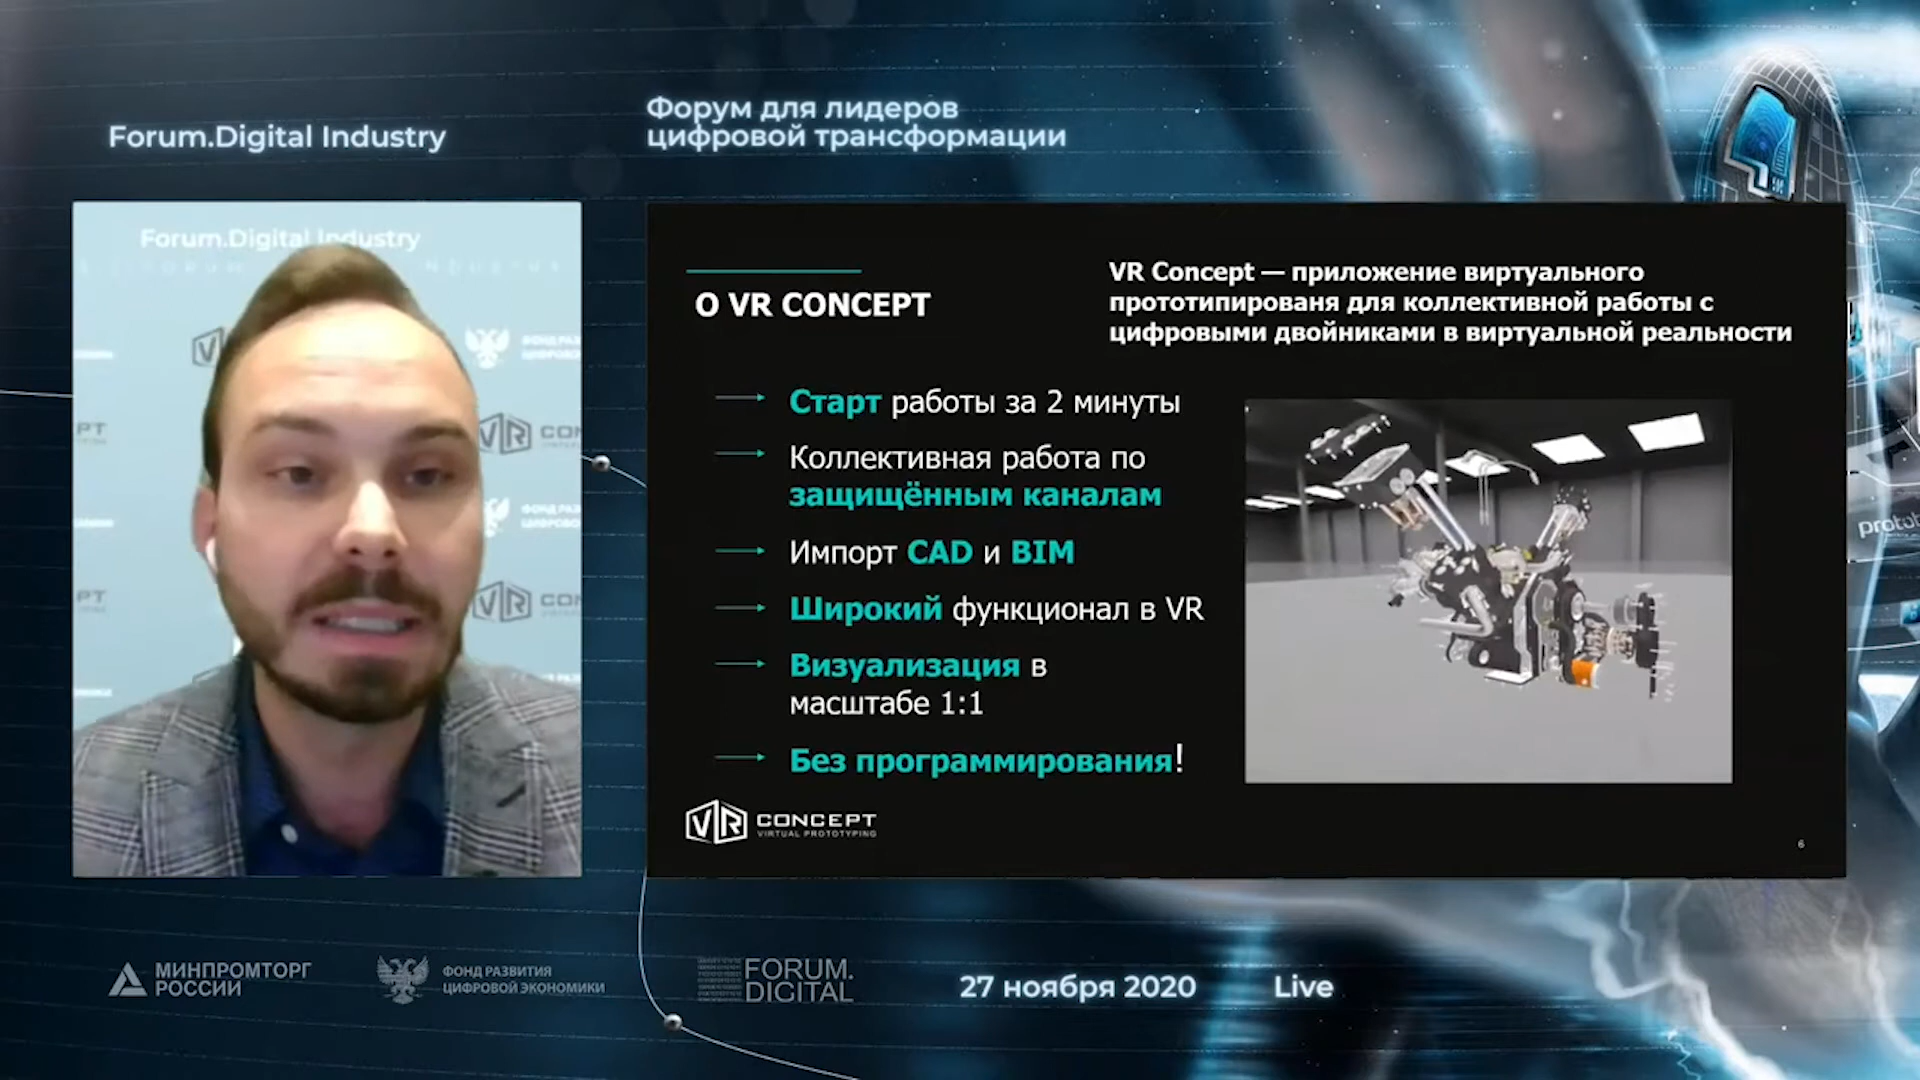 Forum.Digital Industry
Форум для лидеров
цифровой трансформации
Forum.Digital Industry
О VR CONCEPT
VR Concept — приложение виртуального
прототипированя для коллективной работы с
цифровыми двойниками в виртуальной реальности
Старт работы за 2 минуты
Коллективная работа по
защищённым каналам
Импорт CAD и BIM
Широкий функционал в VR
Визуализация в
масштабе 1:1
Без программирования!
VR CONCEPT
VIRTUAL PROTOTYPING
6
МИНПРОМТОРГ
РОССИИ
ФОНД РАЗВИТИЯ
ЦИФРОВОЙ ЭКОНОМИКИ
FORUM.
DIGITAL
27 ноября 2020
Live